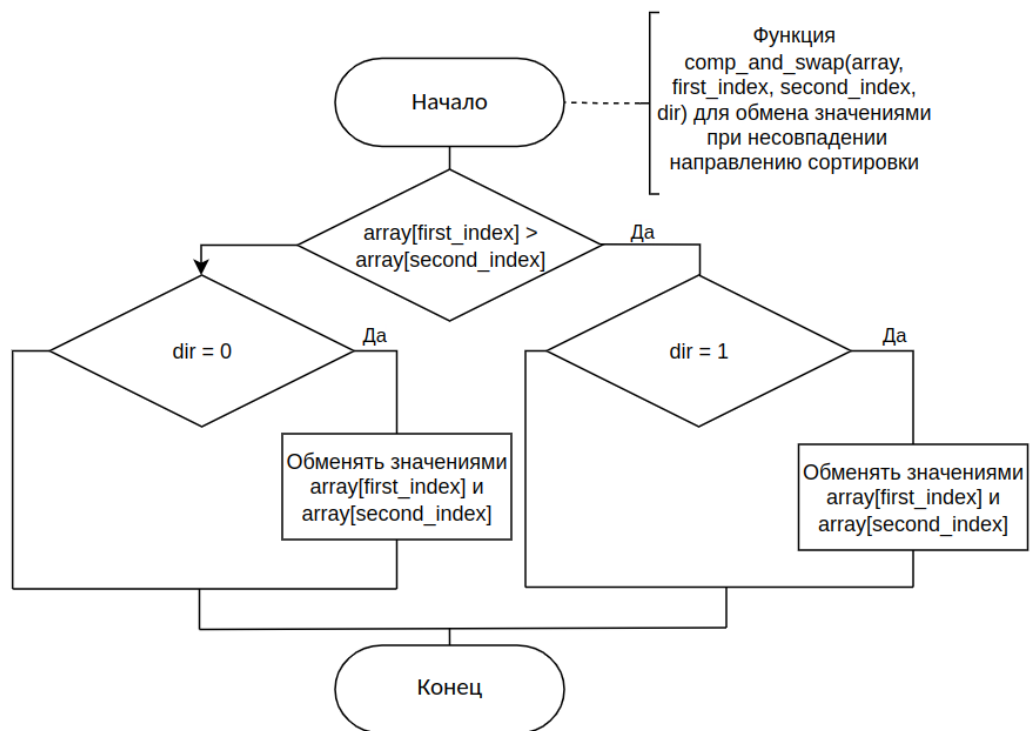 Начало
Функция
comp_and_swap(array,
first_index, second_index,
dir) для обмена значениями
при несовпадении
направлению сортировки
array[first_index] >
array[second_index]
Да
dir = 0
Да
dir = 1
Да
Обменять значениями
array[first_index] и
array[second_index]
Обменять значениями
array[first_index] и
array[second_index]
Конец